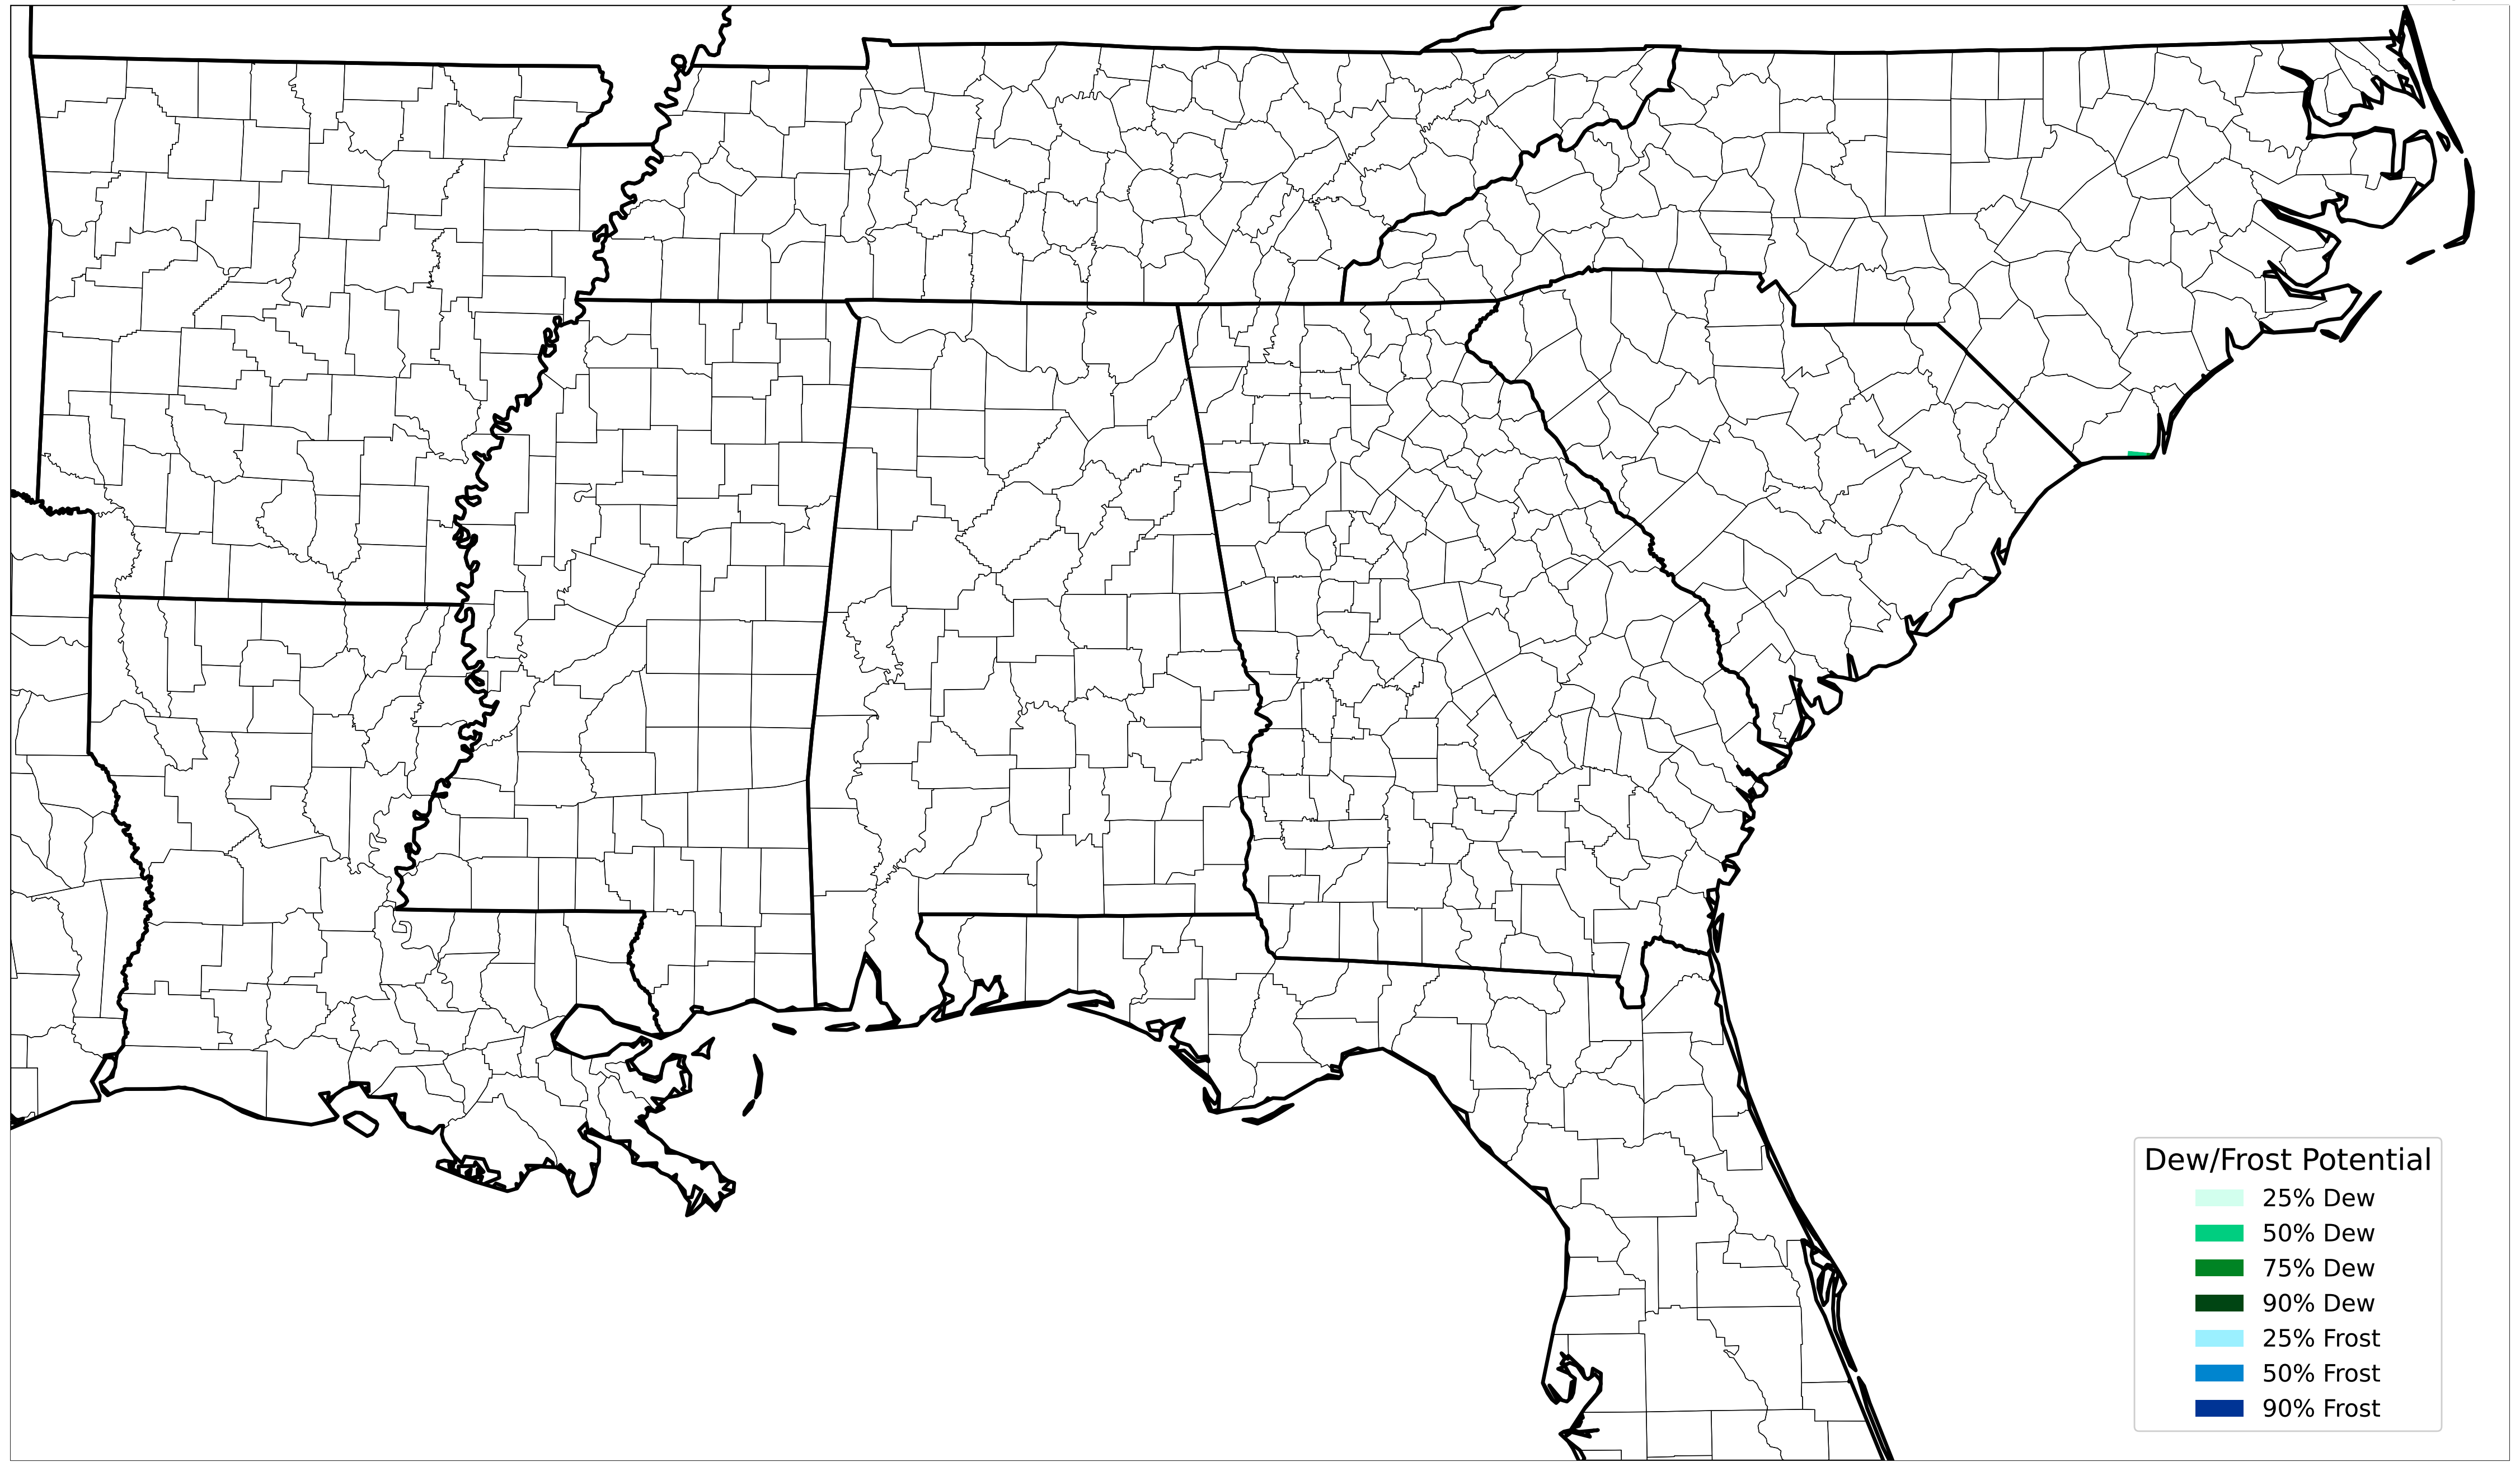 Dew/Frost Potential
25% Dew
50% Dew
75% Dew
90% Dew
25% Frost
50% Frost
90% Frost